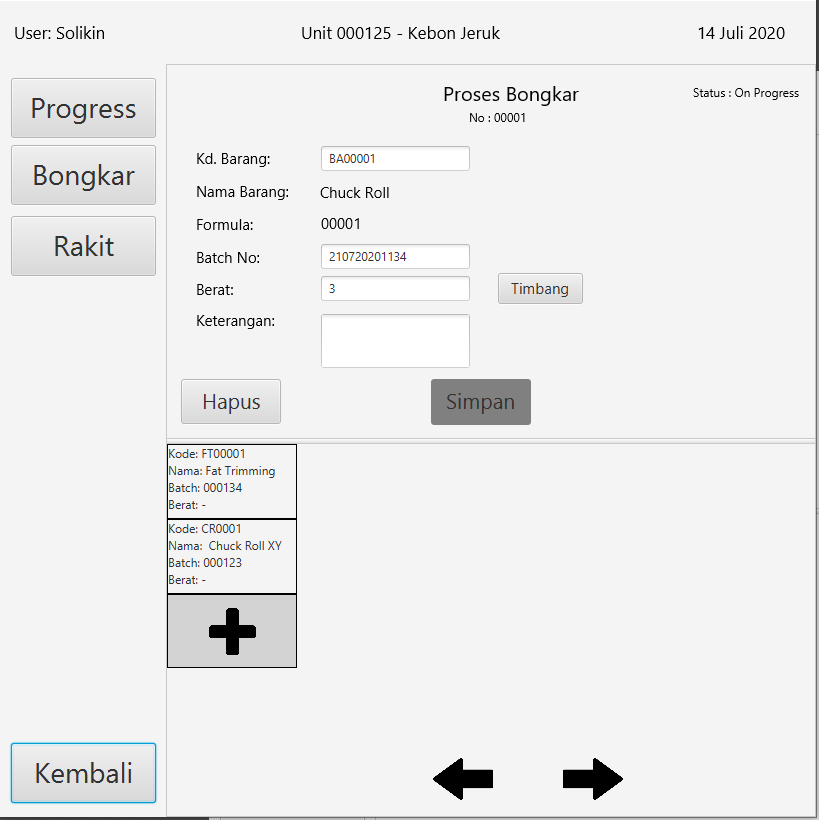 User: Solikin
Unit 000125 - Kebon Jeruk
14 Juli 2020
Progress
Bongkar
Rakit
Kembali
Proses Bongkar
Status : On Progress
No : 00001
Kd. Barang: BA00001
Nama Barang: Chuck Roll
Formula: 00001
Batch No: 210720201134
Berat: 3 Timbang
Keterangan:
Hapus
Simpan
Kode: FT00001
Nama: Fat Trimming
Batch: 000134
Berat: -
Kode: CR0001
Nama:  Chuck Roll XY
Batch: 000123
Berat: -